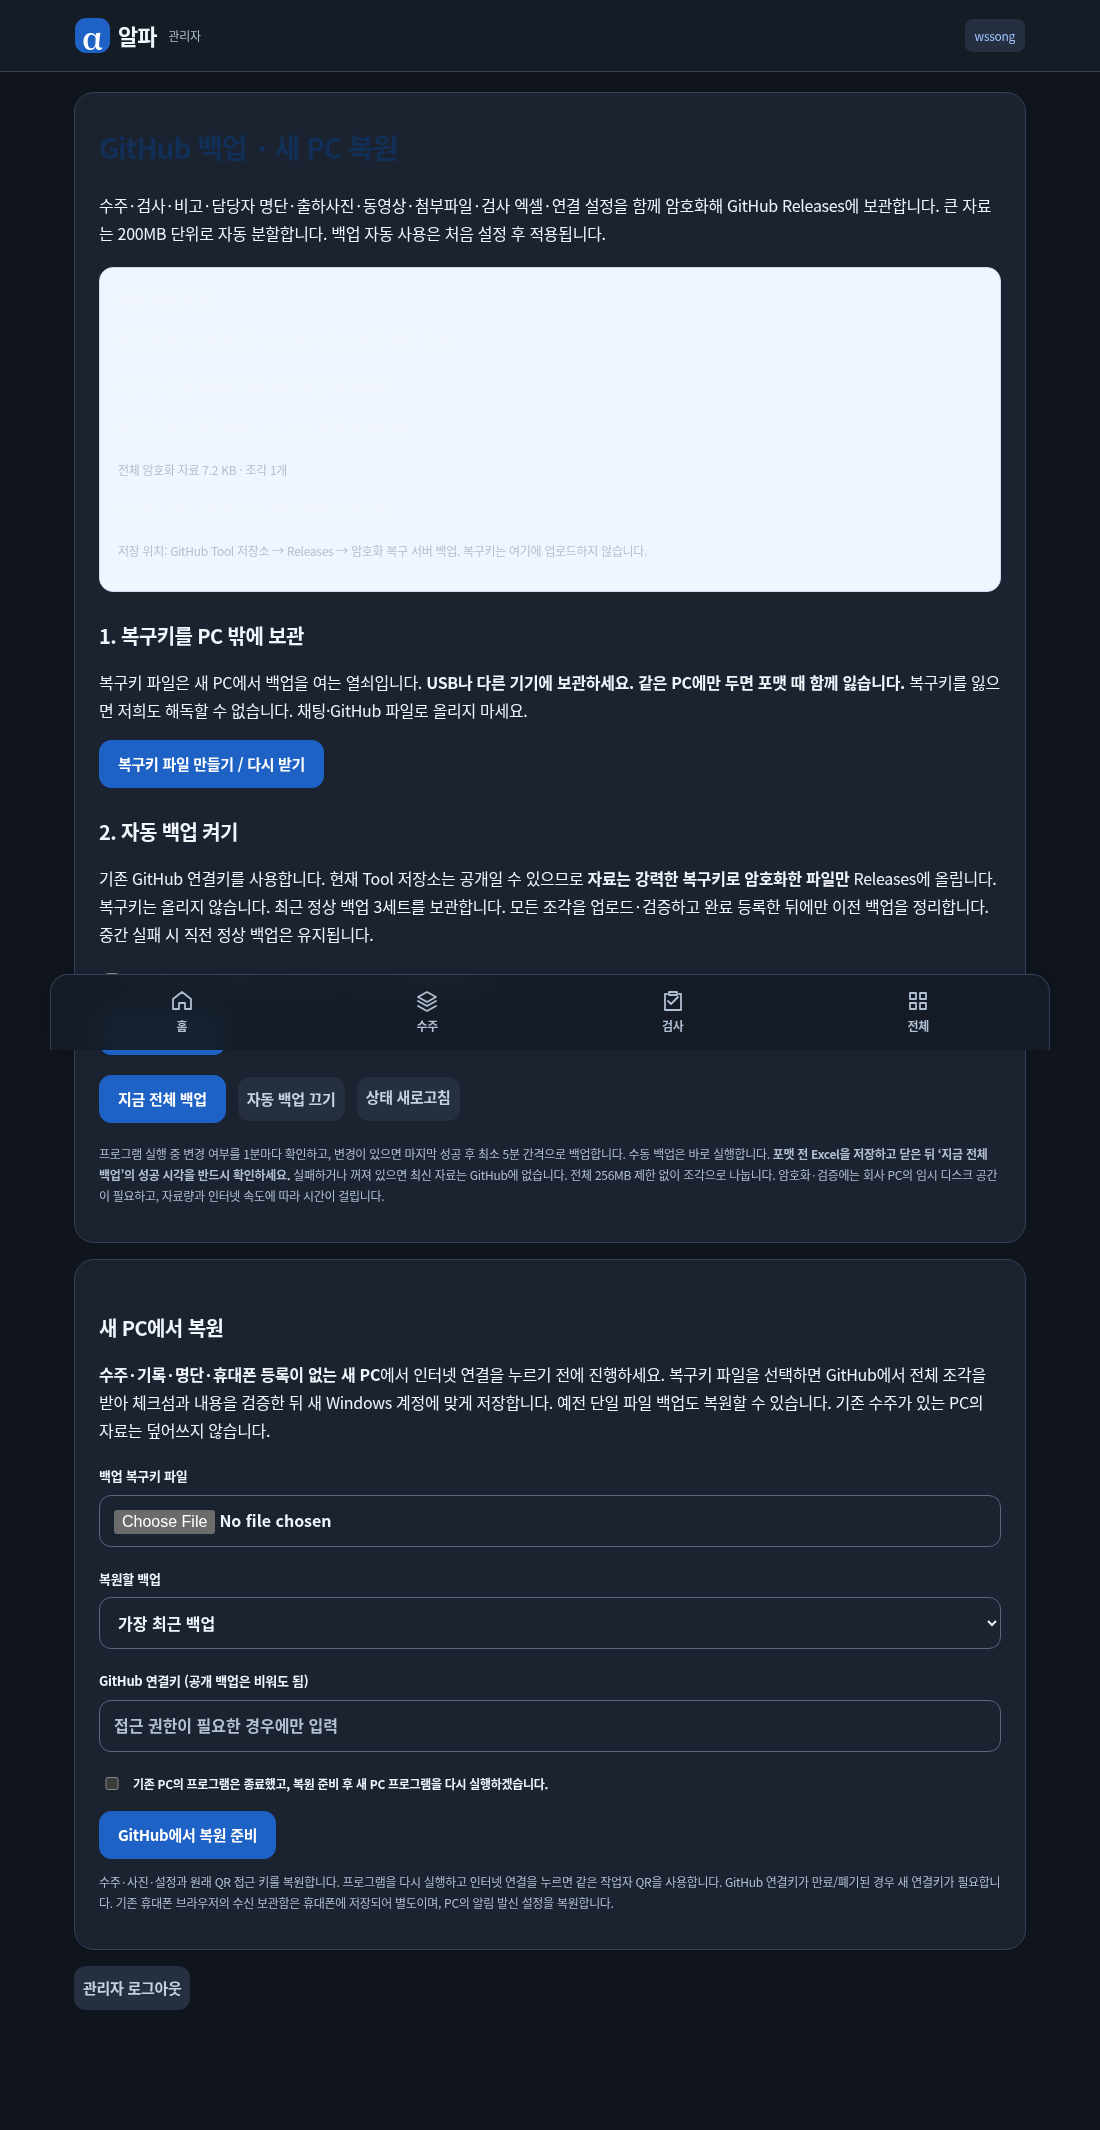 α 알파 관리자
wssong
GitHub 백업 · 새 PC 복원
수주·검사·비고·담당자 명단·출하사진·동영상·첨부파일·검사 엑셀·연결 설정을 함께 암호화해 GitHub Releases에 보관합니다. 큰 자료
는 200MB 단위로 자동 분할합니다. 백업 자동 사용은 처음 설정 후 적용됩니다.
전체 암호화 자료 7.2 KB · 조각 1개
저장 위치: GitHub Tool 저장소 → Releases → 암호화 복구 서버 백업. 복구키는 여기에 업로드하지 않습니다.
1. 복구키를 PC 밖에 보관
복구키 파일은 새 PC에서 백업을 여는 열쇠입니다. USB나 다른 기기에 보관하세요. 같은 PC에만 두면 포맷 때 함께 잃습니다. 복구키를 잃으
면 저희도 해독할 수 없습니다. 채팅·GitHub 파일로 올리지 마세요.
복구키 파일 만들기 / 다시 받기
2. 자동 백업 켜기
기존 GitHub 연결키를 사용합니다. 현재 Tool 저장소는 공개일 수 있으므로 자료는 강력한 복구키로 암호화한 파일만 Releases에 올립니다.
복구키는 올리지 않습니다. 최근 정상 백업 3세트를 보관합니다. 모든 조각을 업로드·검증하고 완료 등록한 뒤에만 이전 백업을 정리합니다.
중간 실패 시 직전 정상 백업은 유지됩니다.
홈 수주 검사 전체
지금 전체 백업 자동 백업 끄기 상태 새로고침
프로그램 실행 중 변경 여부를 1분마다 확인하고, 변경이 있으면 마지막 성공 후 최소 5분 간격으로 백업합니다. 수동 백업은 바로 실행합니다. 포맷 전 Excel을 저장하고 닫은 뒤 ‘지금 전체
백업’의 성공 시각을 반드시 확인하세요. 실패하거나 꺼져 있으면 최신 자료는 GitHub에 없습니다. 전체 256MB 제한 없이 조각으로 나눕니다. 암호화·검증에는 회사 PC의 임시 디스크 공간
이 필요하고, 자료량과 인터넷 속도에 따라 시간이 걸립니다.
새 PC에서 복원
수주·기록·명단·휴대폰 등록이 없는 새 PC에서 인터넷 연결을 누르기 전에 진행하세요. 복구키 파일을 선택하면 GitHub에서 전체 조각을
받아 체크섬과 내용을 검증한 뒤 새 Windows 계정에 맞게 저장합니다. 예전 단일 파일 백업도 복원할 수 있습니다. 기존 수주가 있는 PC의
자료는 덮어쓰지 않습니다.
백업 복구키 파일
Choose File No file chosen
복원할 백업
가장 최근 백업
GitHub 연결키 (공개 백업은 비워도 됨)
접근 권한이 필요한 경우에만 입력
기존 PC의 프로그램은 종료했고, 복원 준비 후 새 PC 프로그램을 다시 실행하겠습니다.
GitHub에서 복원 준비
수주·사진·설정과 원래 QR 접근 키를 복원합니다. 프로그램을 다시 실행하고 인터넷 연결을 누르면 같은 작업자 QR을 사용합니다. GitHub 연결키가 만료/폐기된 경우 새 연결키가 필요합니
다. 기존 휴대폰 브라우저의 수신 보관함은 휴대폰에 저장되어 별도이며, PC의 알림 발신 설정을 복원합니다.
관리자 로그아웃